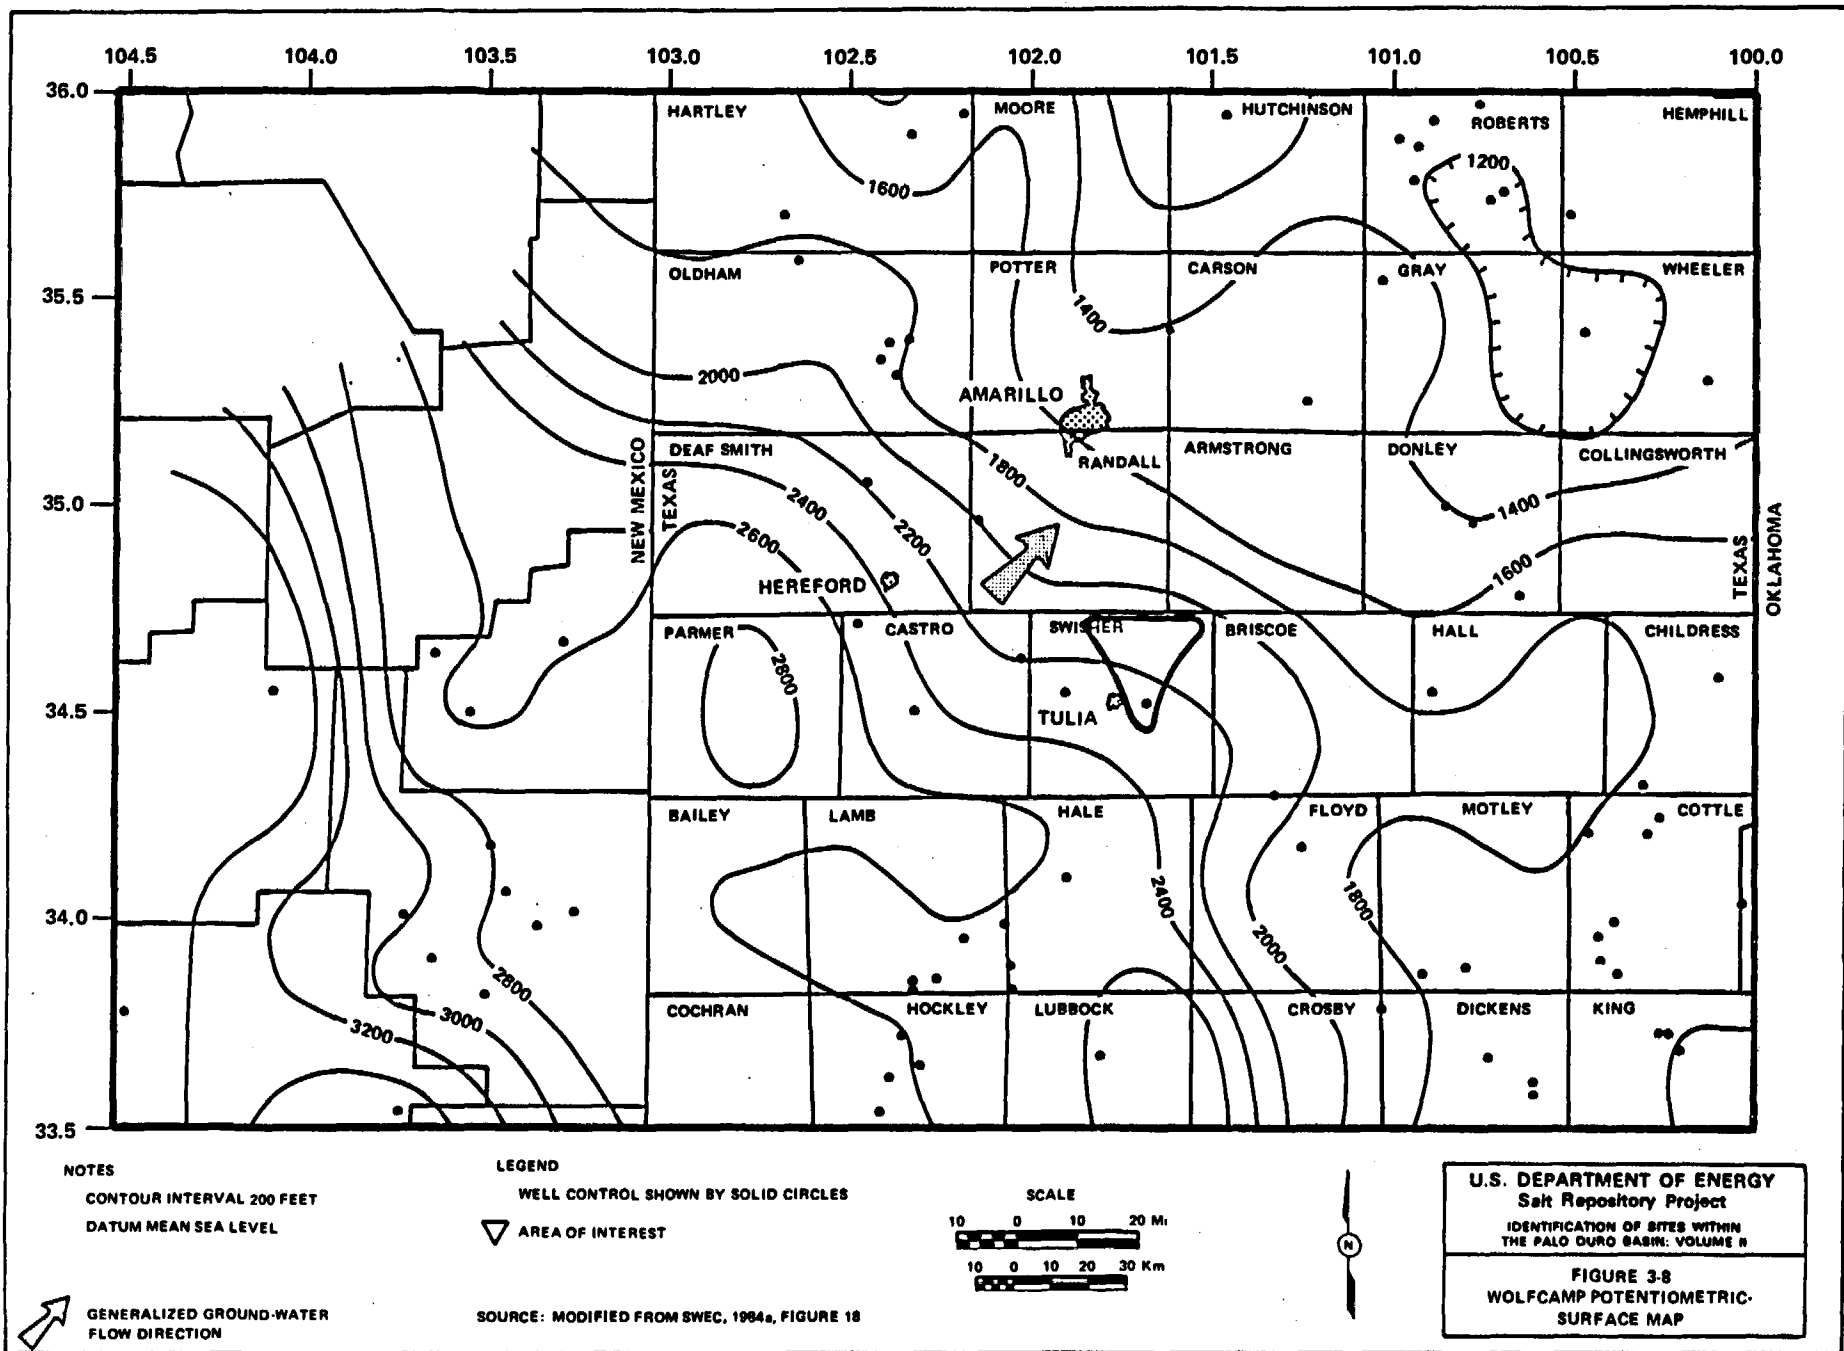 104.5 104.0 103.5 103.0 102.5 102.0 101.5 101.0 100.5 100.0
36.0
35.5
35.0
34.5
34.0
33.5
HARTLEY MOORE HUTCHINSON ROBERTS HEMPHILL
1600
1200
OLDHAM POTTER CARSON GRAY WHEELER
1400
2000
AMARILLO
DEAF SMITH RANDALL ARMSTRONG DONLEY COLLINGSWORTH
NEW MEXICO
TEXAS
1800
2400
2200
2600
1400
1600
TEXAS
OKLAHOMA
HEREFORD
PARMER CASTRO SWISHER BRISCOE HALL CHILDRESS
2800
TULIA
BAILEY LAMB HALE FLOYD MOTLEY COTTLE
2400
2000
1800
2800
3000
3200
COCHRAN HOCKLEY LUBBOCK CROSBY DICKENS KING
NOTES
CONTOUR INTERVAL 200 FEET
DATUM MEAN SEA LEVEL
GENERALIZED GROUND-WATER
FLOW DIRECTION
LEGEND
WELL CONTROL SHOWN BY SOLID CIRCLES
AREA OF INTEREST
SOURCE: MODIFIED FROM SWEC, 1984a, FIGURE 18
SCALE
10 0 10 20 Mi
10 0 10 20 30 Km
N
U.S. DEPARTMENT OF ENERGY
Salt Repository Project
IDENTIFICATION OF SITES WITHIN
THE PALO DURO BASIN: VOLUME II
FIGURE 3-8
WOLFCAMP POTENTIOMETRIC-
SURFACE MAP